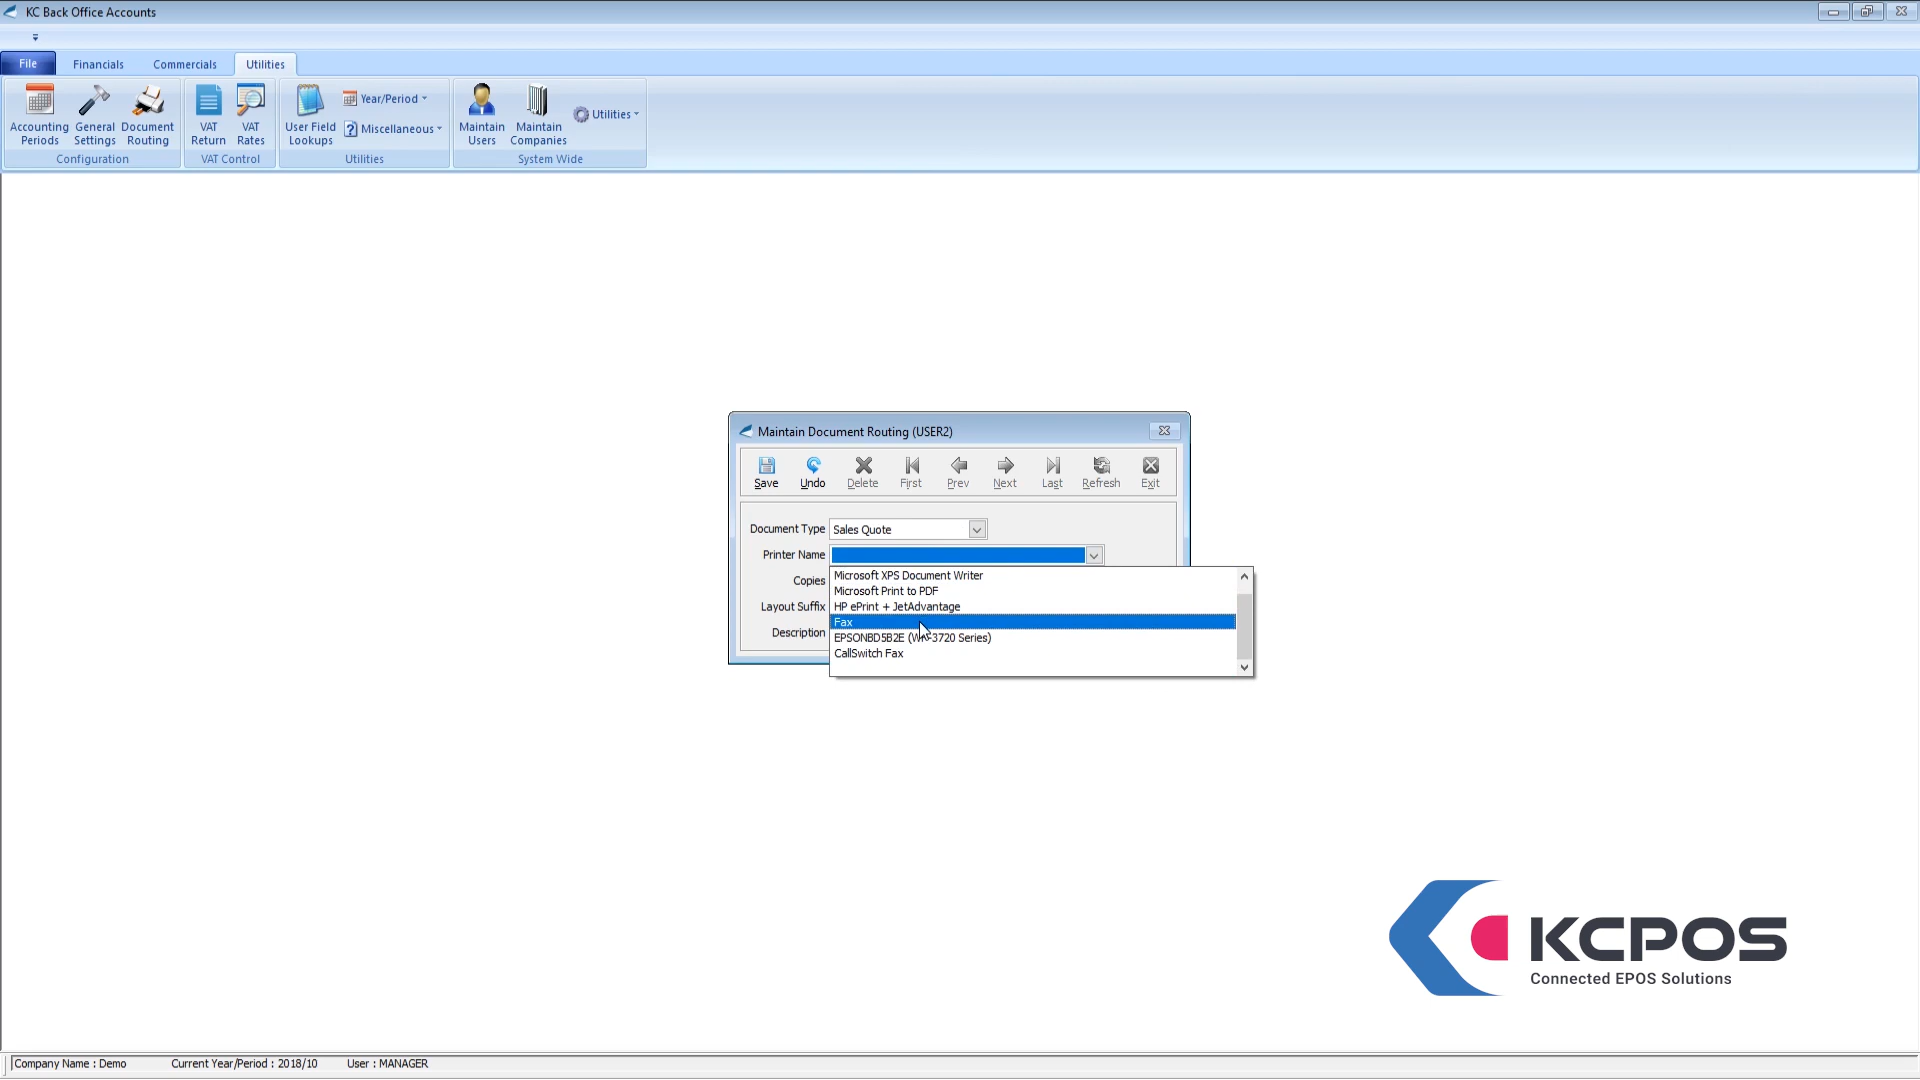 KC Back Office Accounts
File Financials Commercials Utilities
Accounting Periods
General Settings
Document Routing
Configuration
VAT Return
VAT Rates
VAT Control
User Field Lookups
Year/Period
Miscellaneous
Utilities
Maintain Users
Maintain Companies
Utilities
System Wide
Maintain Document Routing (USER2)
Save Undo Delete First Prev Next Last Refresh Exit
Document Type Sales Quote
Printer Name
Copies
Layout Suffix
Description
Microsoft XPS Document Writer
Microsoft Print to PDF
HP ePrint + JetAdvantage
Fax
EPSONBD5B2E (WF-3720 Series)
CallSwitch Fax
KCPOS
Connected EPOS Solutions
Company Name : Demo Current Year/Period : 2018/10 User : MANAGER